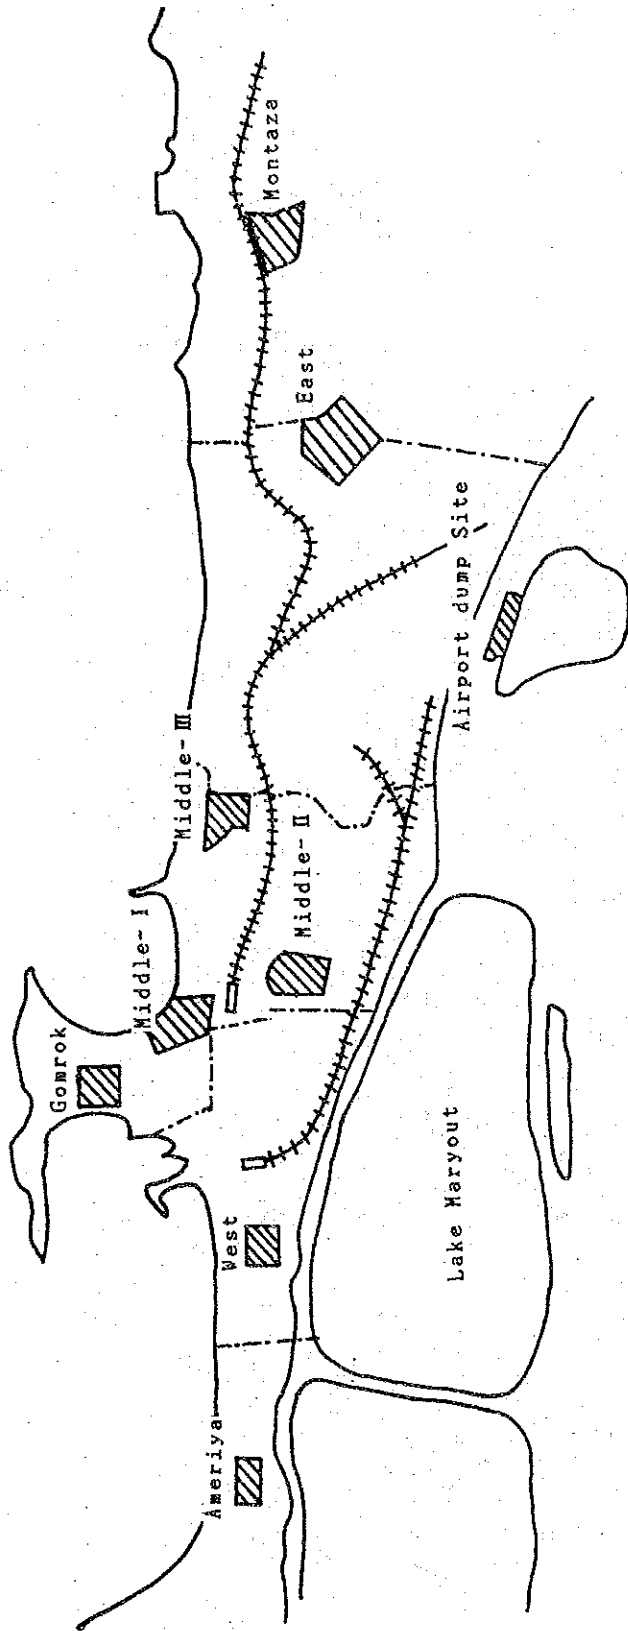 Gomrok
Middle-I
Middle-III
Montaza
Ameriya
West
Middle-II
East
Lake Maryout
Airport dump Site